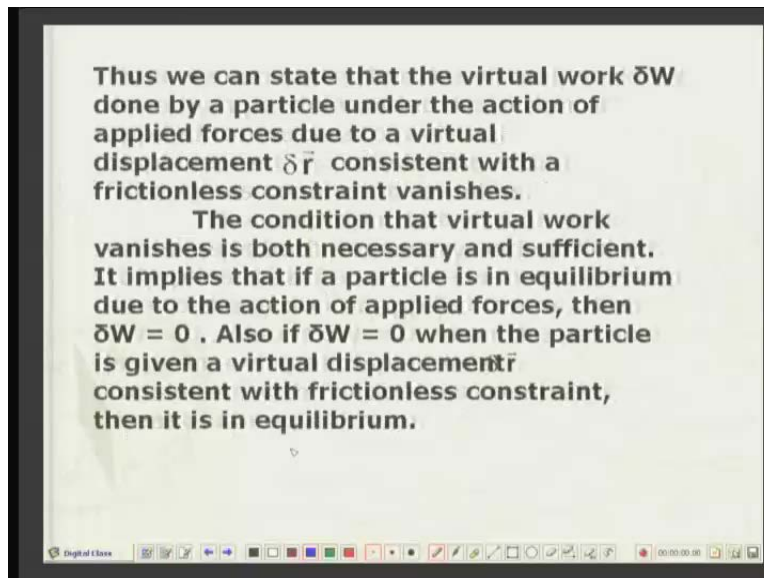 Thus we can state that the virtual work δW
done by a particle under the action of
applied forces due to a virtual
displacement δr⃗ consistent with a
frictionless constraint vanishes.
The condition that virtual work
vanishes is both necessary and sufficient.
It implies that if a particle is in equilibrium
due to the action of applied forces, then
δW = 0 . Also if δW = 0 when the particle
is given a virtual displacement δr⃗
consistent with frictionless constraint,
then it is in equilibrium.
Digital Class 00:00:00.00